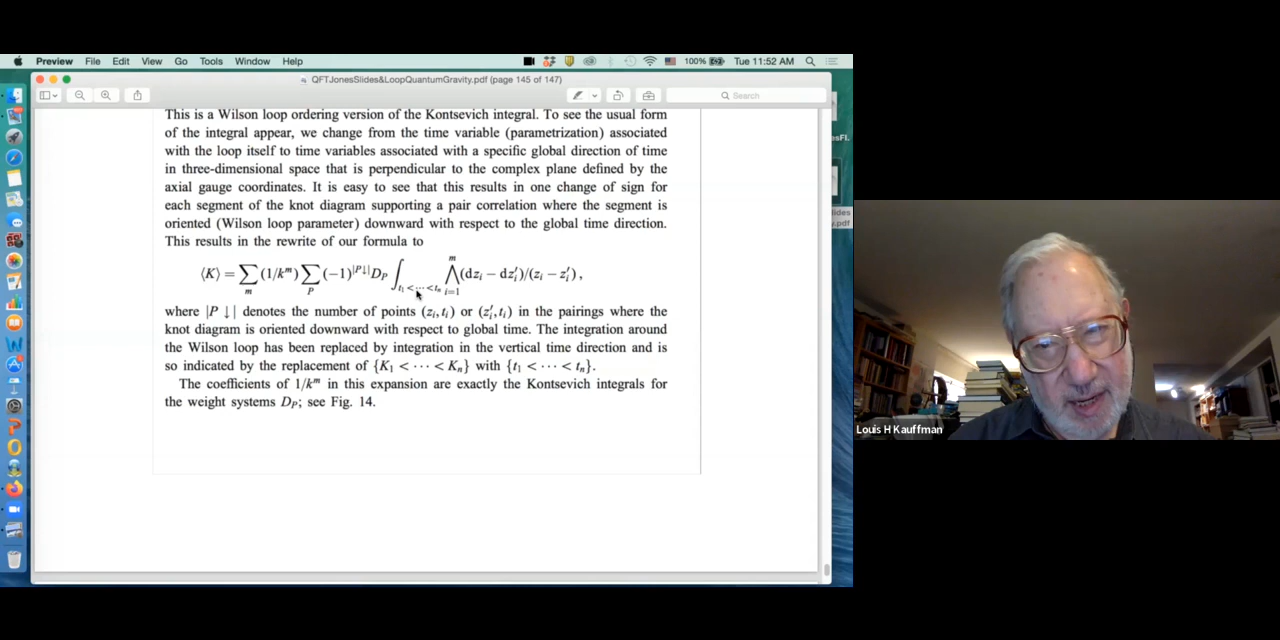 Preview File Edit View Go Tools Window Help 100% Tue 11:52 AM
QFTJonesSlides&LoopQuantumGravity.pdf (page 145 of 147)
Search
This is a Wilson loop ordering version of the Kontsevich integral. To see the usual form
of the integral appear, we change from the time variable (parametrization) associated
with the loop itself to time variables associated with a specific global direction of time
in three-dimensional space that is perpendicular to the complex plane defined by the
axial gauge coordinates. It is easy to see that this results in one change of sign for
each segment of the knot diagram supporting a pair correlation where the segment is
oriented (Wilson loop parameter) downward with respect to the global time direction.
This results in the rewrite of our formula to
⟨K⟩ = ∑_m (1/k^m) ∑_P (−1)^{|P↓|} D_P ∫_{t_1<⋯<t_n} ⋀_{i=1}^m (dz_i − dz_i′)/(z_i − z_i′),
where |P ↓ | denotes the number of points (z_i, t_i) or (z_i′, t_i) in the pairings where the
knot diagram is oriented downward with respect to global time. The integration around
the Wilson loop has been replaced by integration in the vertical time direction and is
so indicated by the replacement of {K_1 < ⋯ < K_n} with {t_1 < ⋯ < t_n}.
The coefficients of 1/k^m in this expansion are exactly the Kontsevich integrals for
the weight systems D_P; see Fig. 14.
Louis H Kauffman